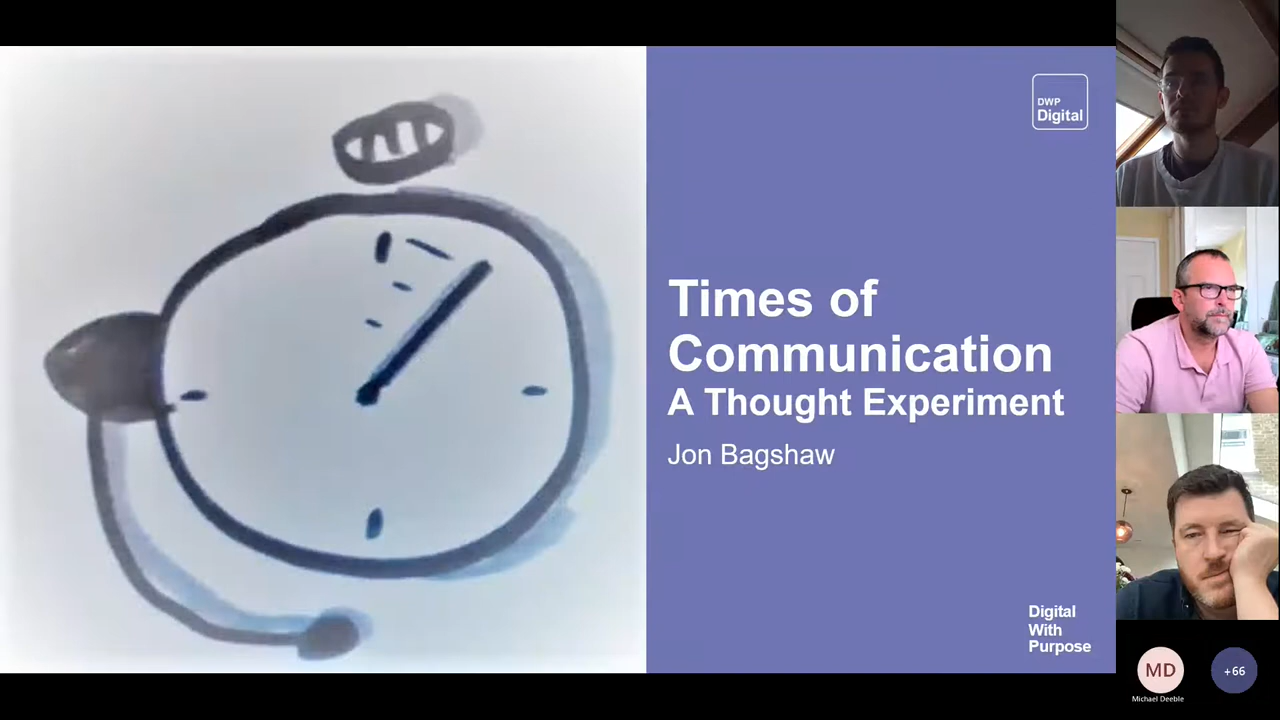 DWP
Digital
Times of
Communication
A Thought Experiment
Jon Bagshaw
Digital
With
Purpose
MD
+66
Michael Deeble